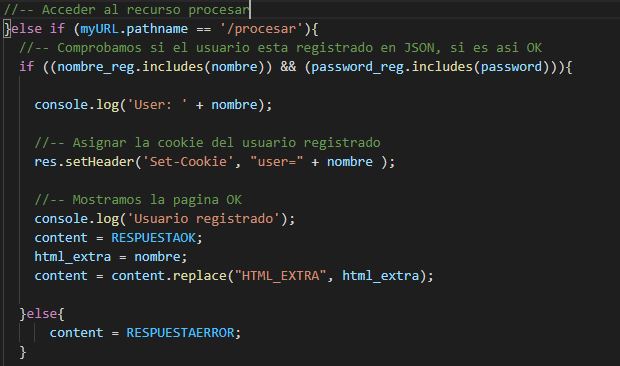 //-- Acceder al recurso procesar
}else if (myURL.pathname == '/procesar'){
//-- Comprobamos si el usuario esta registrado en JSON, si es asi OK
if ((nombre_reg.includes(nombre)) && (password_reg.includes(password))){
console.log('User: ' + nombre);
//-- Asignar la cookie del usuario registrado
res.setHeader('Set-Cookie', "user=" + nombre );
//-- Mostramos la pagina OK
console.log('Usuario registrado');
content = RESPUESTAOK;
html_extra = nombre;
content = content.replace("HTML_EXTRA", html_extra);
}else{
content = RESPUESTAERROR;
}